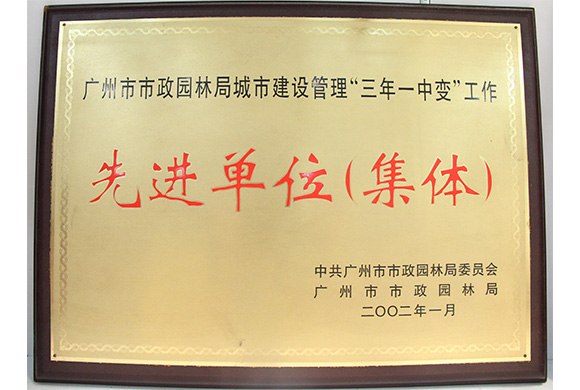 广州市市政园林局城市建设管理“三年一中变”工作
先进单位(集体)
中共广州市市政园林局委员会
广州市市政园林局
二〇〇二年一月